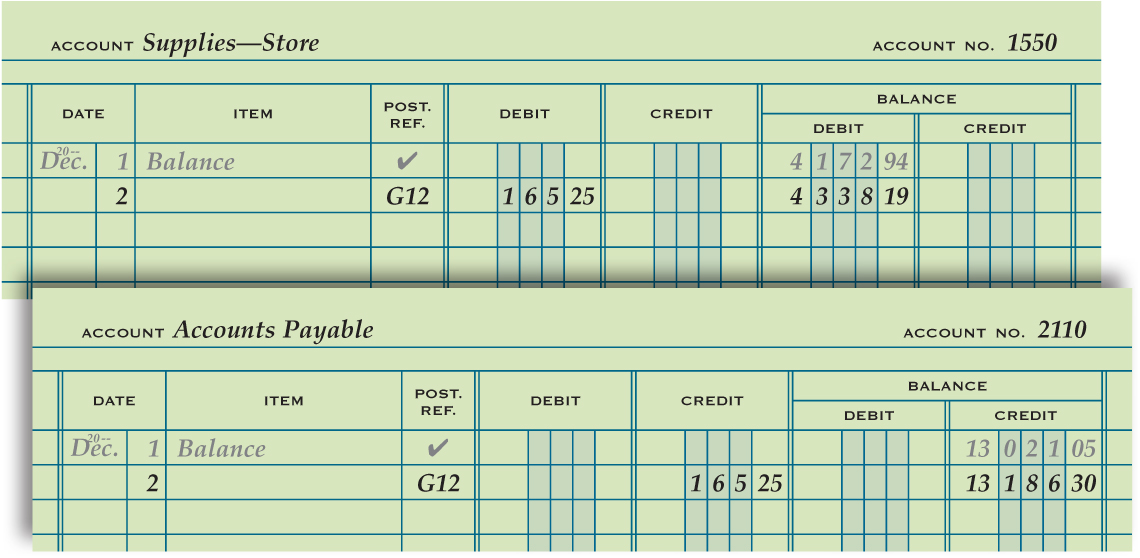 ACCOUNT Supplies—Store ACCOUNT NO. 1550
DATE ITEM POST. REF. DEBIT CREDIT BALANCE
DEBIT CREDIT
20--
Dec. 1 Balance ✔ 4 1 7 2 94
2 G12 1 6 5 25 4 3 3 8 19
ACCOUNT Accounts Payable ACCOUNT NO. 2110
DATE ITEM POST. REF. DEBIT CREDIT BALANCE
DEBIT CREDIT
20--
Dec. 1 Balance ✔ 13 0 2 1 05
2 G12 1 6 5 25 13 1 8 6 30